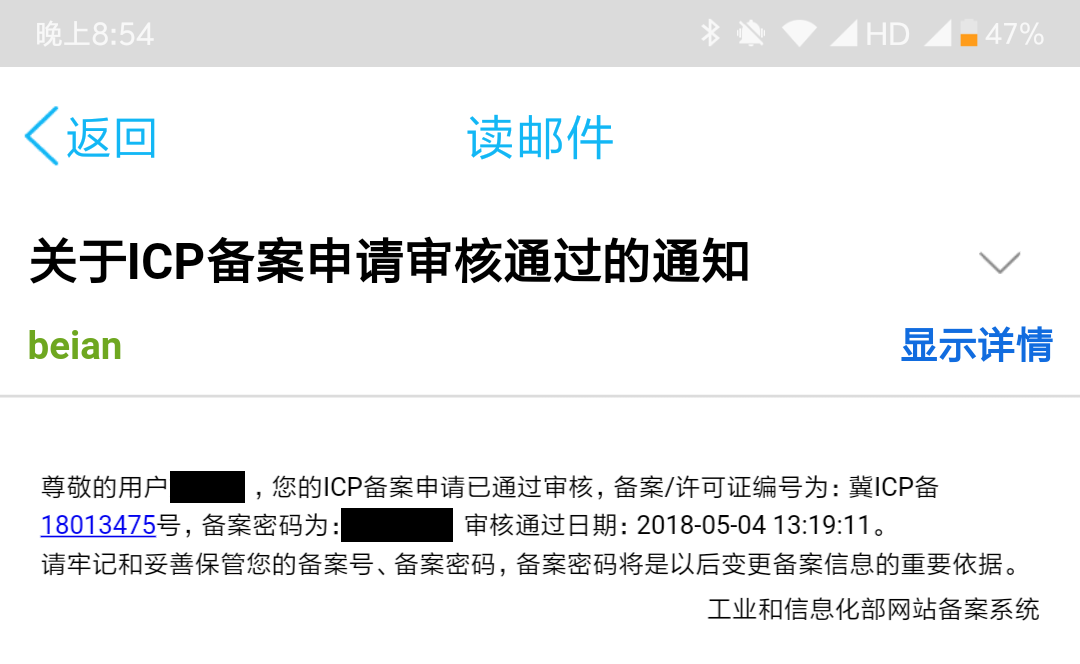 晚上8:54 HD 47%
返回 读邮件
关于ICP备案申请审核通过的通知
beian 显示详情
尊敬的用户 ，您的ICP备案申请已通过审核，备案/许可证编号为：冀ICP备
18013475号，备案密码为： 审核通过日期：2018-05-04 13:19:11。
请牢记和妥善保管您的备案号、备案密码，备案密码将是以后变更备案信息的重要依据。
工业和信息化部网站备案系统